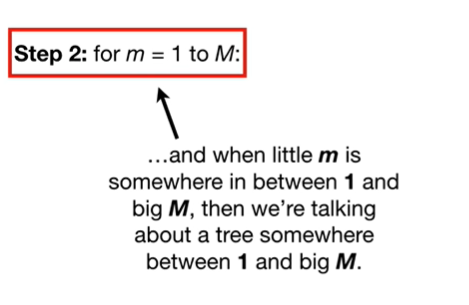 Step 2: for m = 1 to M:
…and when little m is
somewhere in between 1 and
big M, then we’re talking
about a tree somewhere
between 1 and big M.